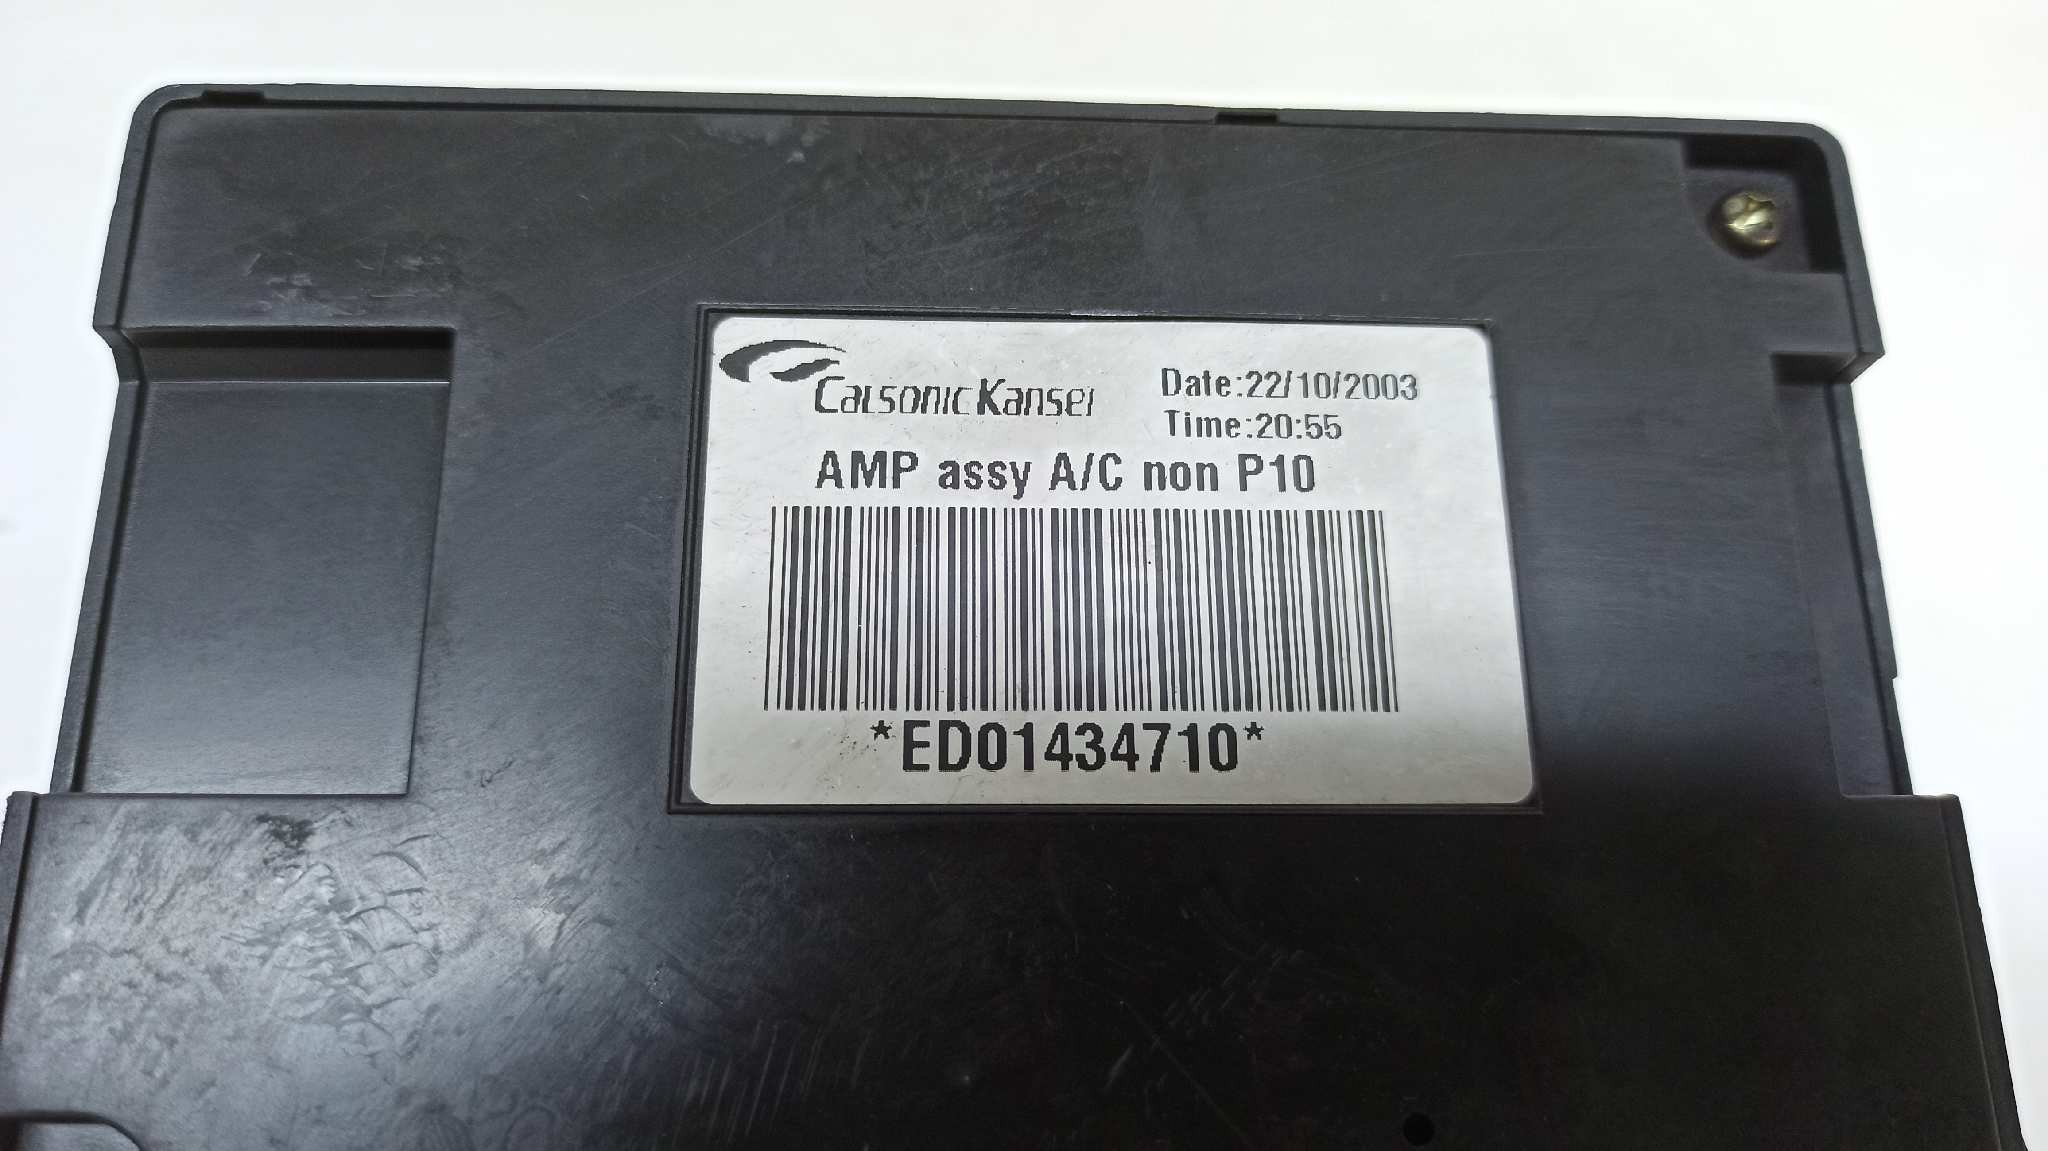 CalsonicKansei
Date:22/10/2003
Time:20:55
AMP assy A/C non P10
*ED01434710*